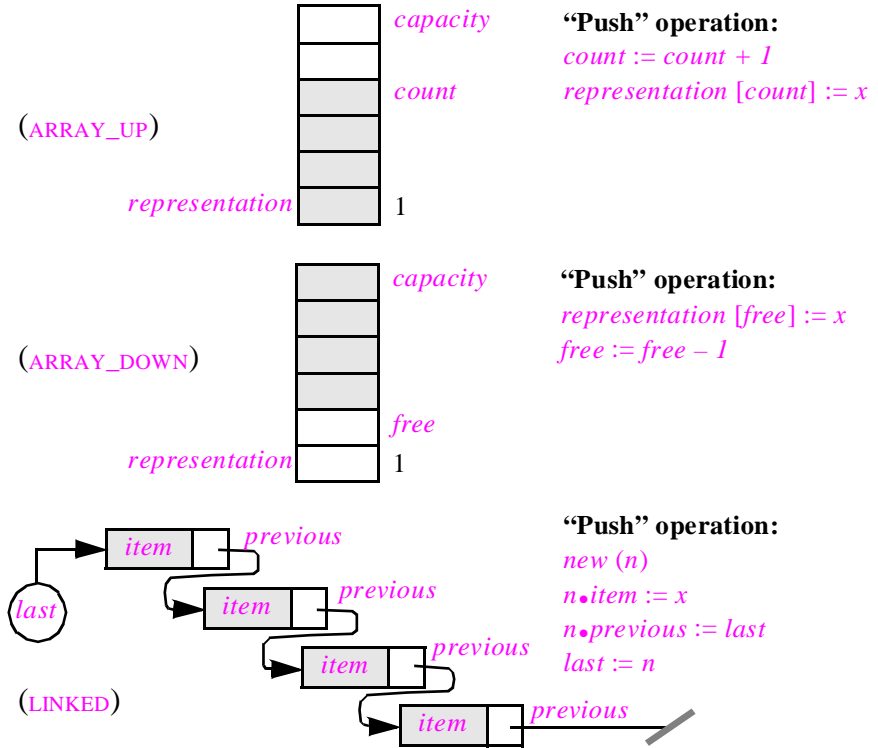 capacity
“Push” operation:
count := count + 1
count
representation [count] := x
(ARRAY_UP)
representation
1
capacity
“Push” operation:
representation [free] := x
free := free – 1
(ARRAY_DOWN)
free
representation
1
“Push” operation:
item
previous
new (n)
n•item := x
last
item
previous
n•previous := last
item
previous
last := n
(LINKED)
item
previous